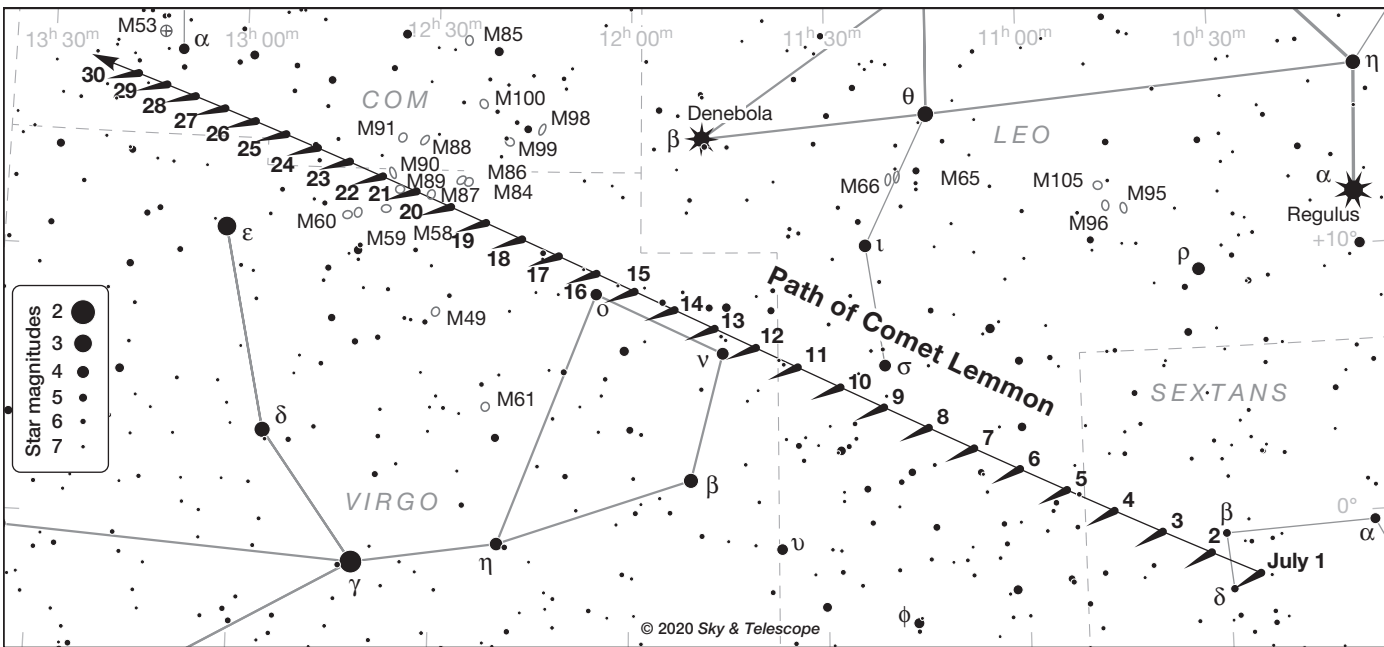 13h 30m
13h 00m
12h 30m
12h 00m
11h 30m
11h 00m
10h 30m
M53
α
M85
η
30
29
28
27
26
25
24
23
22
21
20
19
18
17
16
15
14
13
12
11
10
9
8
7
6
5
4
3
2
July 1
COM
M100
M98
M91
M88
M99
M90
M89
M87
M86
M84
M60
M59
M58
Denebola
β
θ
LEO
M66
M65
M105
M95
M96
α
Regulus
+10°
ε
ι
ρ
Path of Comet Lemmon
ο
ν
M49
σ
SEXTANS
Star magnitudes
2
3
4
5
6
7
M61
δ
VIRGO
β
0°
β
α
υ
η
γ
δ
ϕ
© 2020 Sky & Telescope